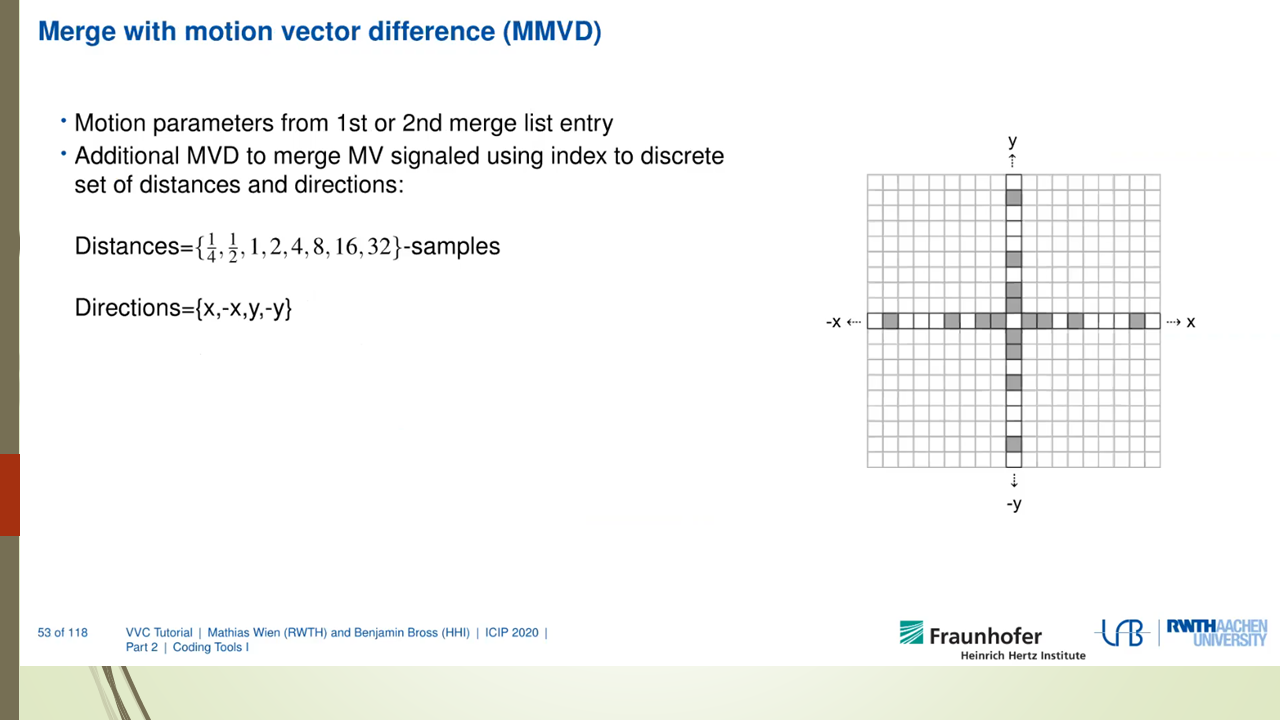 Merge with motion vector difference (MMVD)
• Motion parameters from 1st or 2nd merge list entry
• Additional MVD to merge MV signaled using index to discrete
set of distances and directions:
Distances={1/4, 1/2, 1, 2, 4, 8, 16, 32}-samples
Directions={x,-x,y,-y}
y
-x
x
-y
53 of 118
VVC Tutorial | Mathias Wien (RWTH) and Benjamin Bross (HHI) | ICIP 2020 |
Part 2 | Coding Tools I
Fraunhofer
Heinrich Hertz Institute
RWTH AACHEN
UNIVERSITY